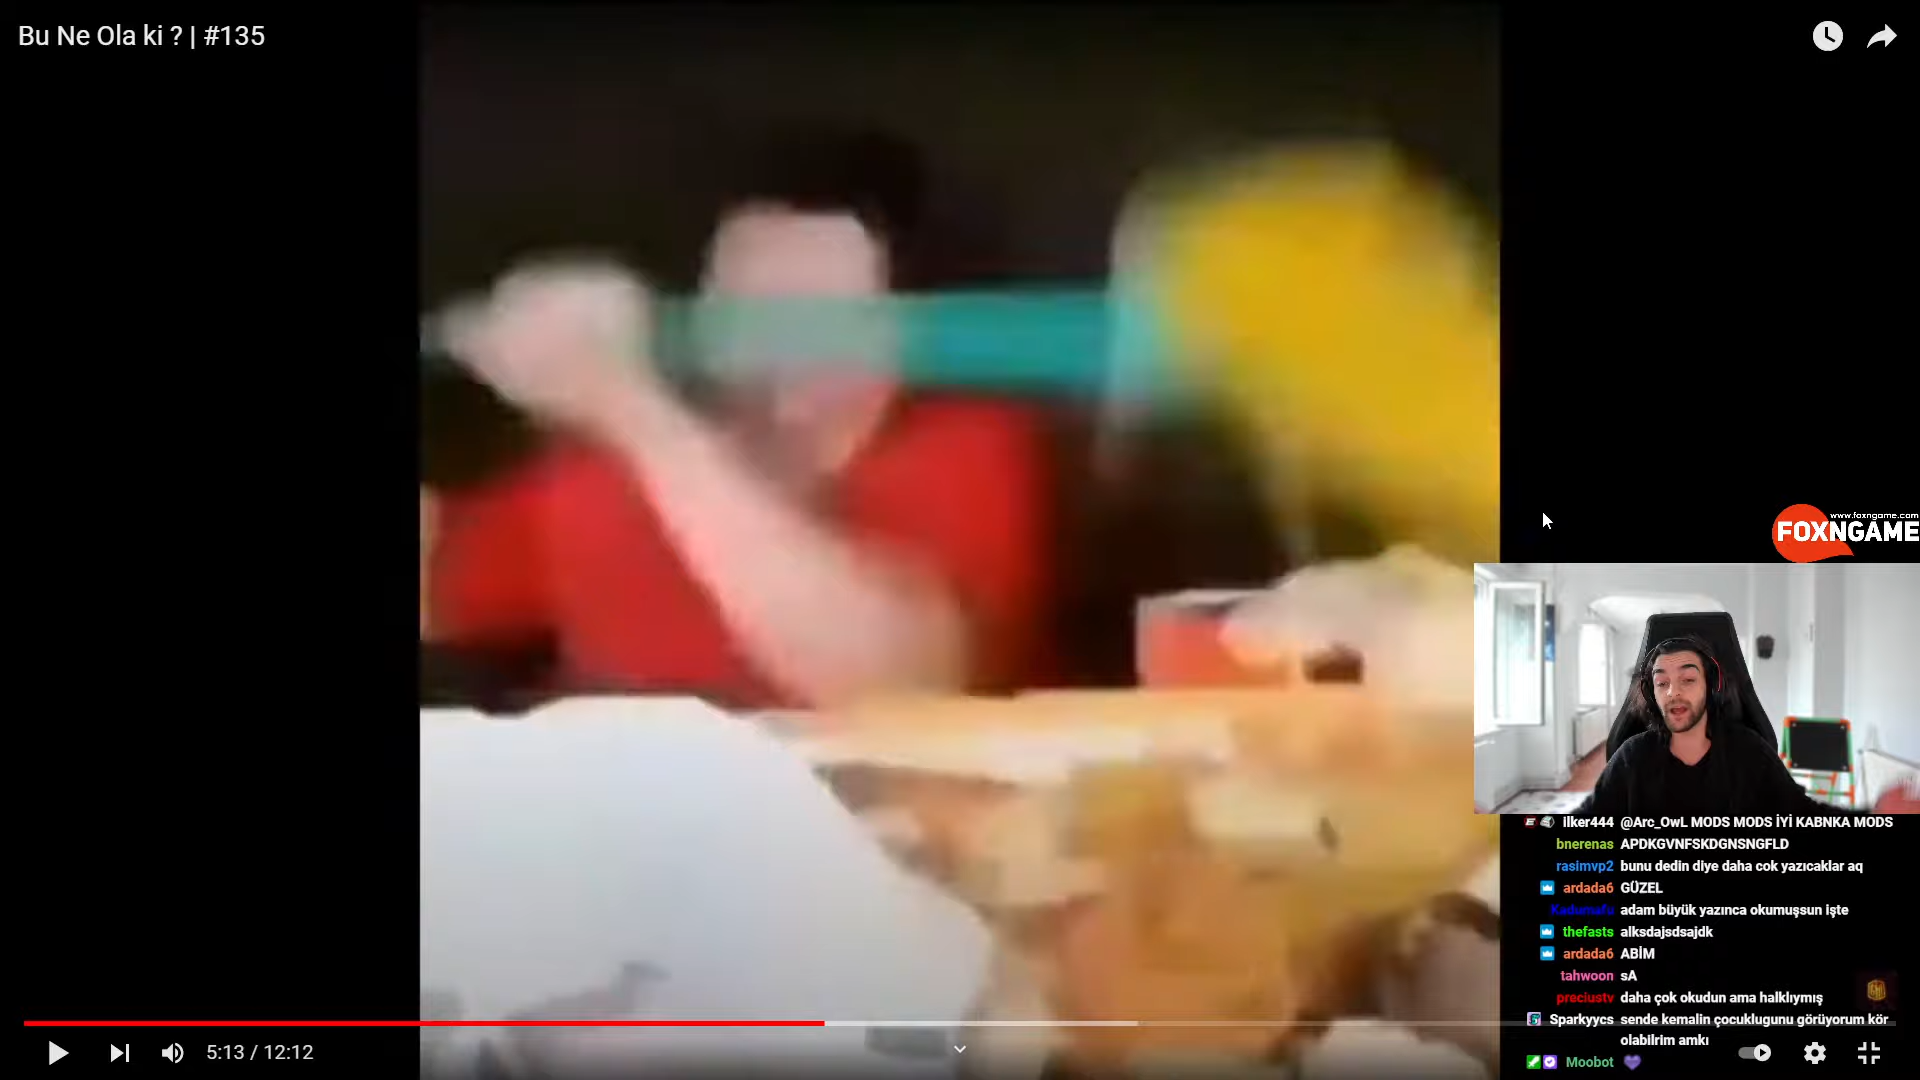 Bu Ne Ola ki ? | #135
www.foxngame.com
FOXNGAME
ilker444 @Arc_OwL MODS MODS İYİ KABNKA MODS
bnerenas APDKGVNFSKDGNSNGFLD
rasimvp2 bunu dedin diye daha cok yazıcaklar aq
ardada6 GÜZEL
Kadumafu adam büyük yazınca okumuşsun işte
thefasts alksdajsdsajdk
ardada6 ABİM
tahwoon sA
preciustv daha çok okudun ama halklıymış
Sparkyycs sende kemalin çocuklugunu görüyorum kör
olabilrim amkı
Moobot
5:13 / 12:12